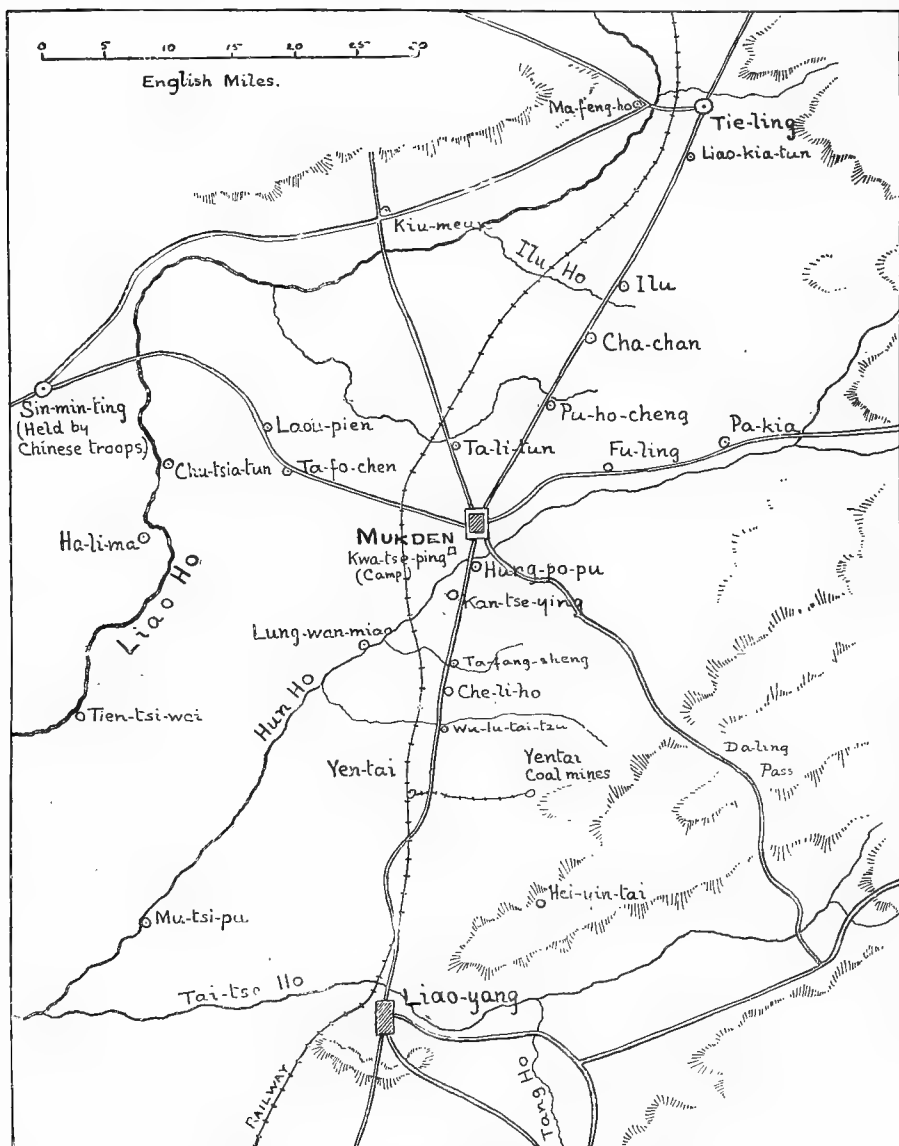 0 5 10 20 25 30
English Miles.
Ma-feng-ho
Tie-ling
Liao-kia-tun
Ilu-Ho
Ilu
Cha-chan
Sin-min-ting
(Held by
Chinese troops)
Laou-pien
Pu-ho-cheng
Pa-kia
Chu-tsia-tun
Ta-fo-chen
Ta-li-tun
Fu-ling
Ha-li-ma
MUKDEN
Kwa-tse-ping
(Camp)
Hung-po-pu
Kan-tse-ying
Liao Ho
Lung-wan-miao
Ta-fang-sheng
Che-li-ho
Tien-tsi-wei
Hun Ho
Wu-lu-tai-tzu
Da-ling
Pass
Yen-tai
Yentai
Coal mines
Hei-yin-tai
Mu-tsi-pu
Tai-tse Ho
Liao-yang
Tang Ho
RAILWAY